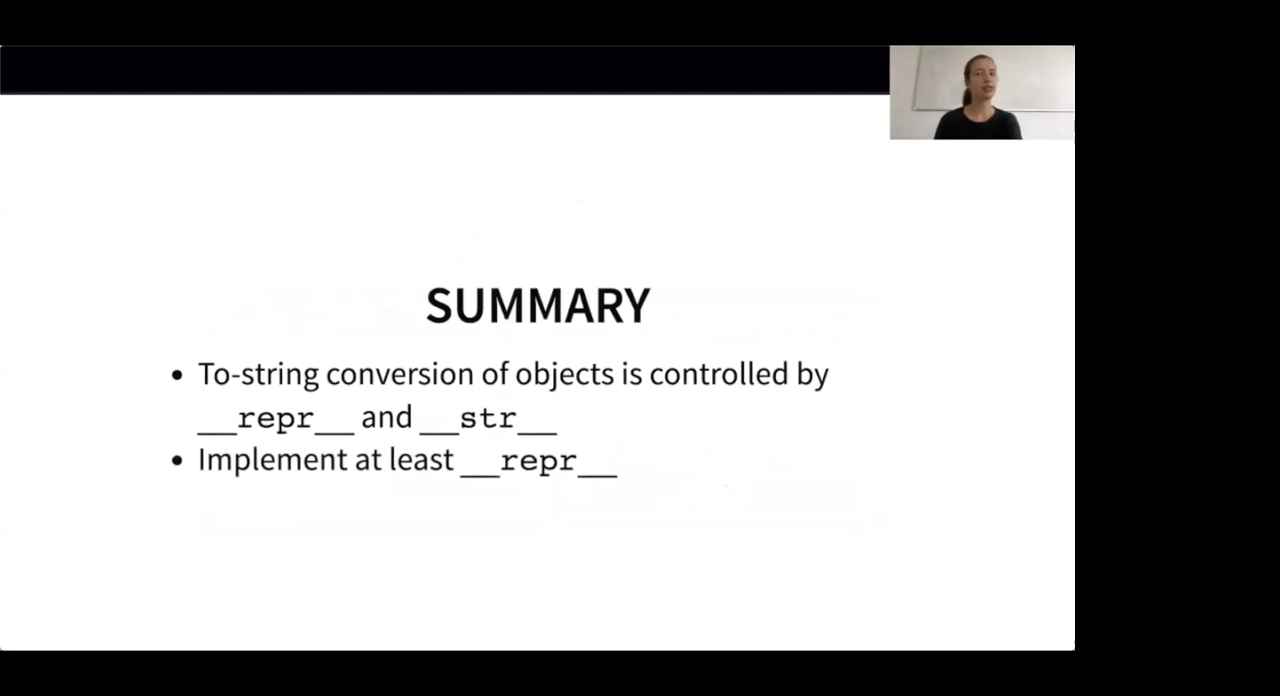 SUMMARY
• To-string conversion of objects is controlled by
__repr__ and __str__
• Implement at least __repr__